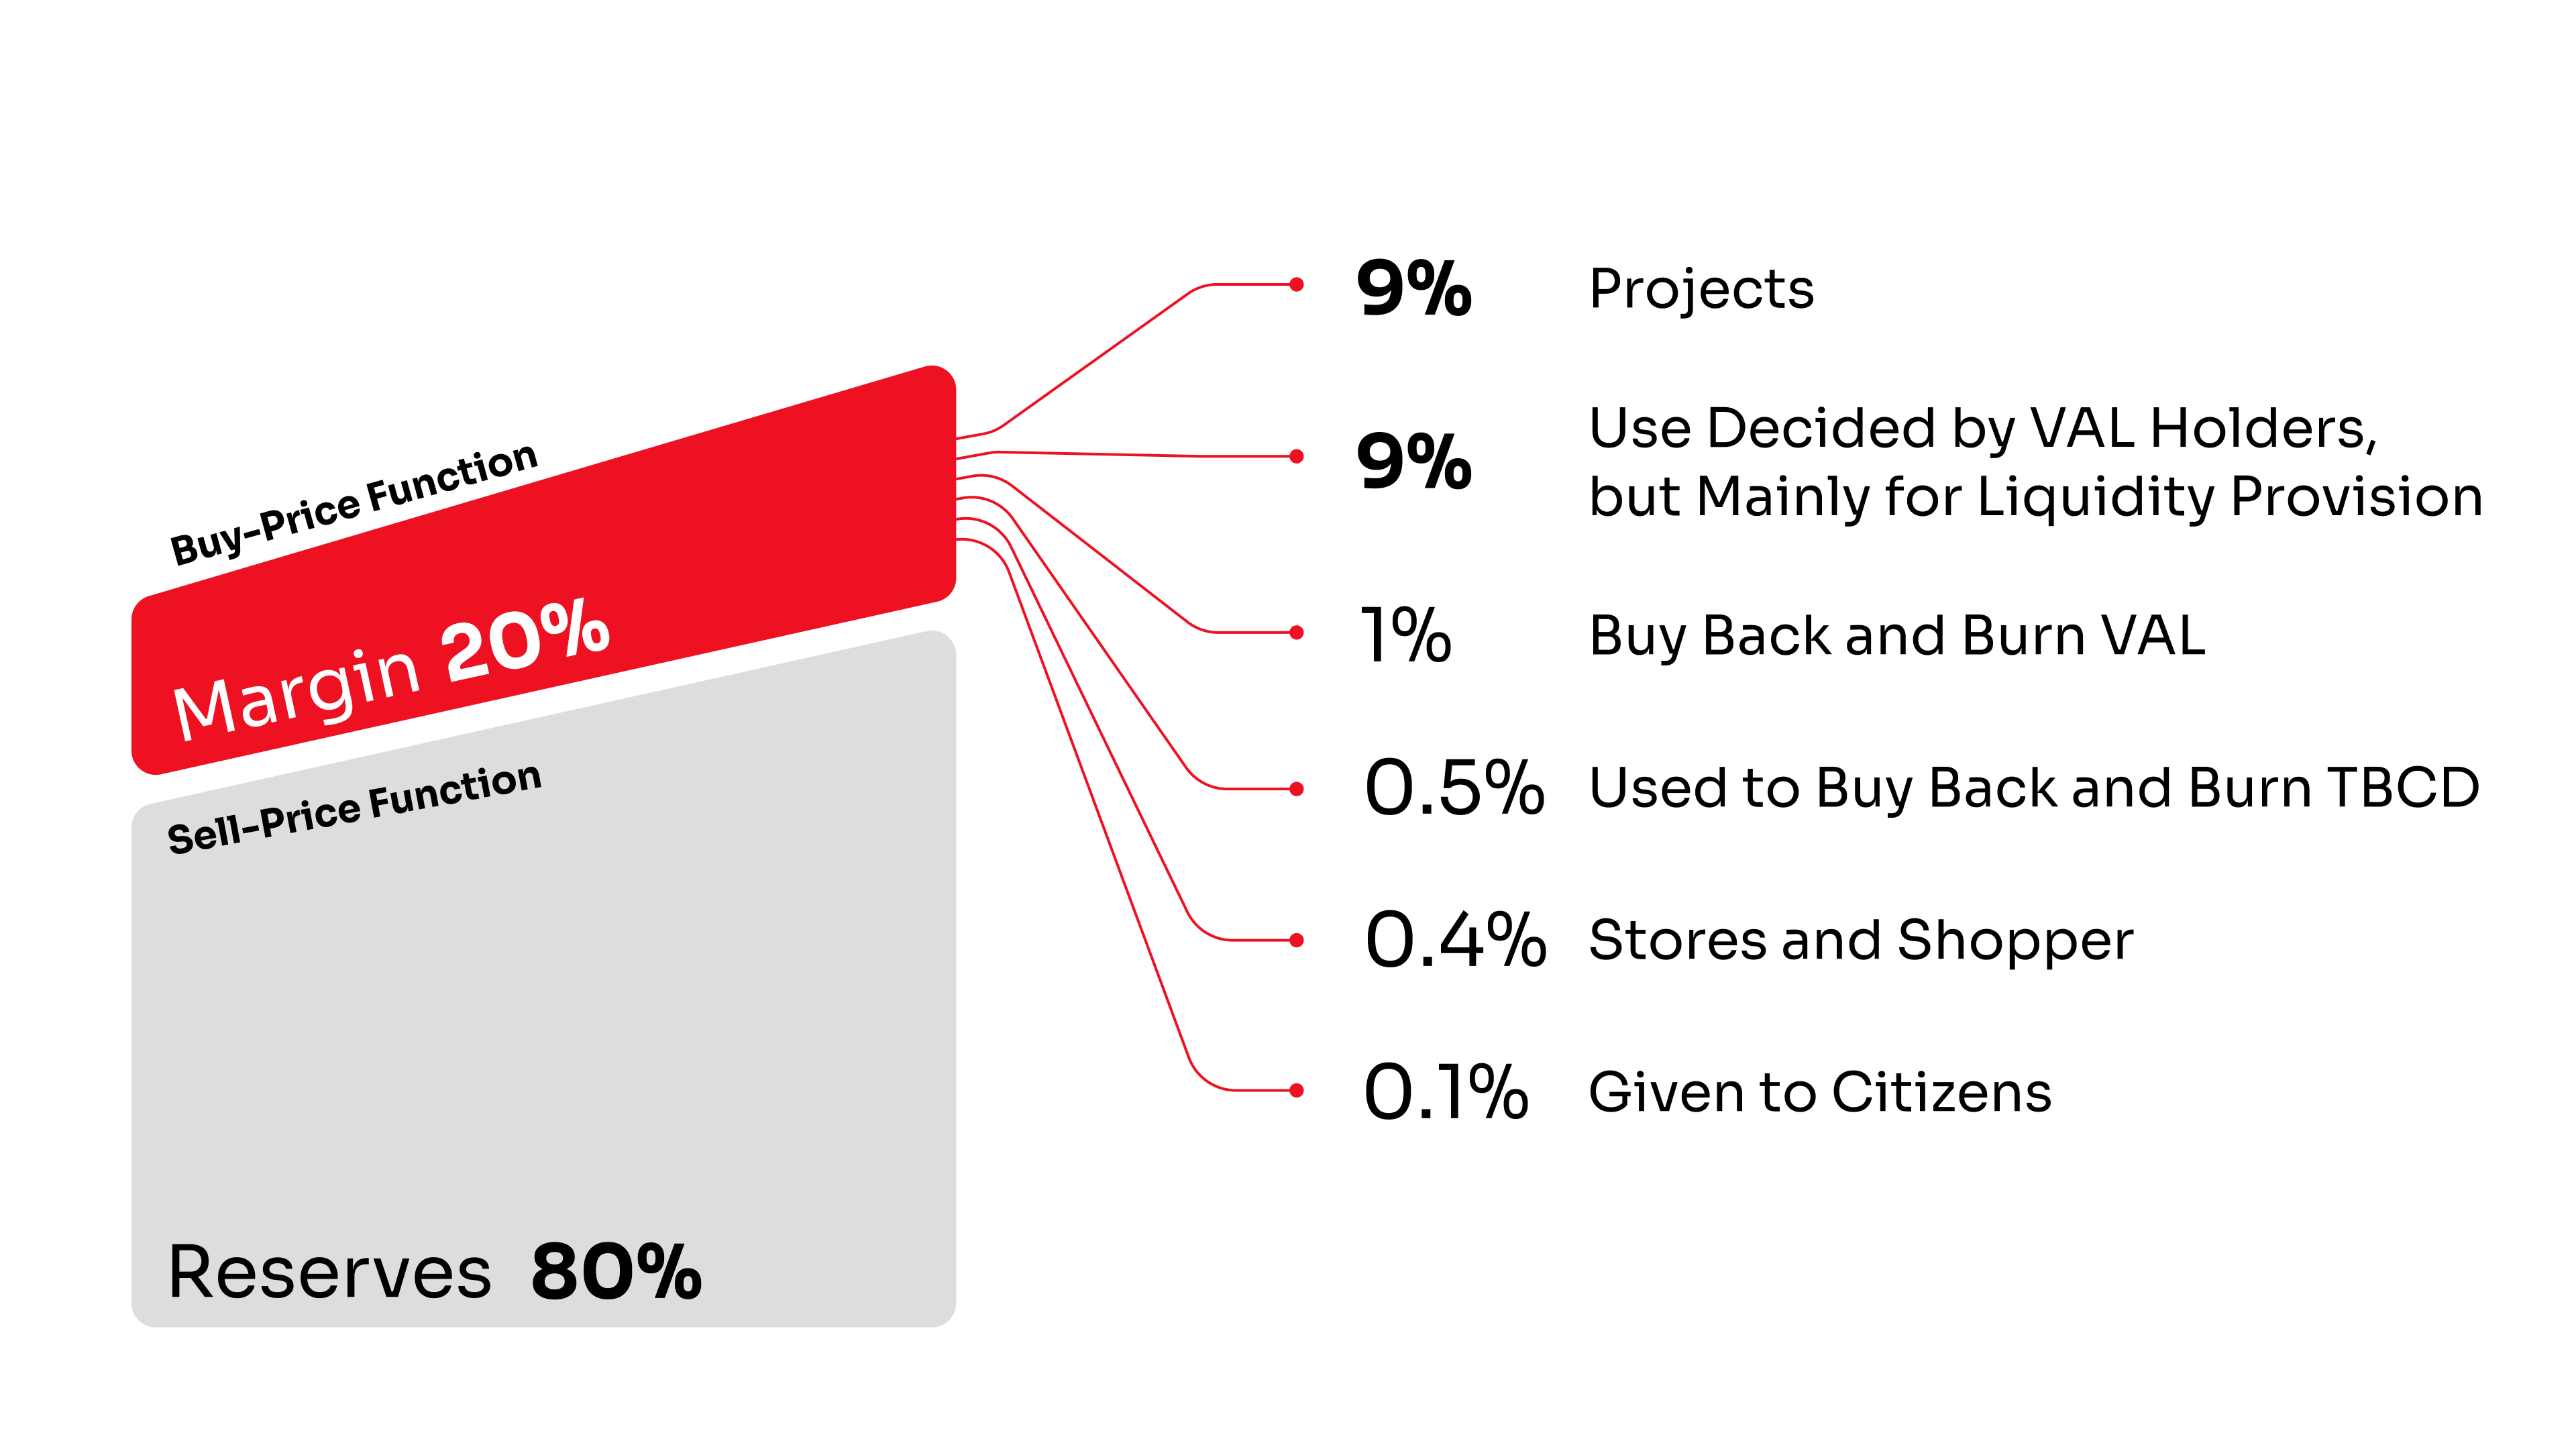 Buy-Price Function
Margin 20%
Sell-Price Function
Reserves 80%
9% Projects
9% Use Decided by VAL Holders,
but Mainly for Liquidity Provision
1% Buy Back and Burn VAL
0.5% Used to Buy Back and Burn TBCD
0.4% Stores and Shopper
0.1% Given to Citizens